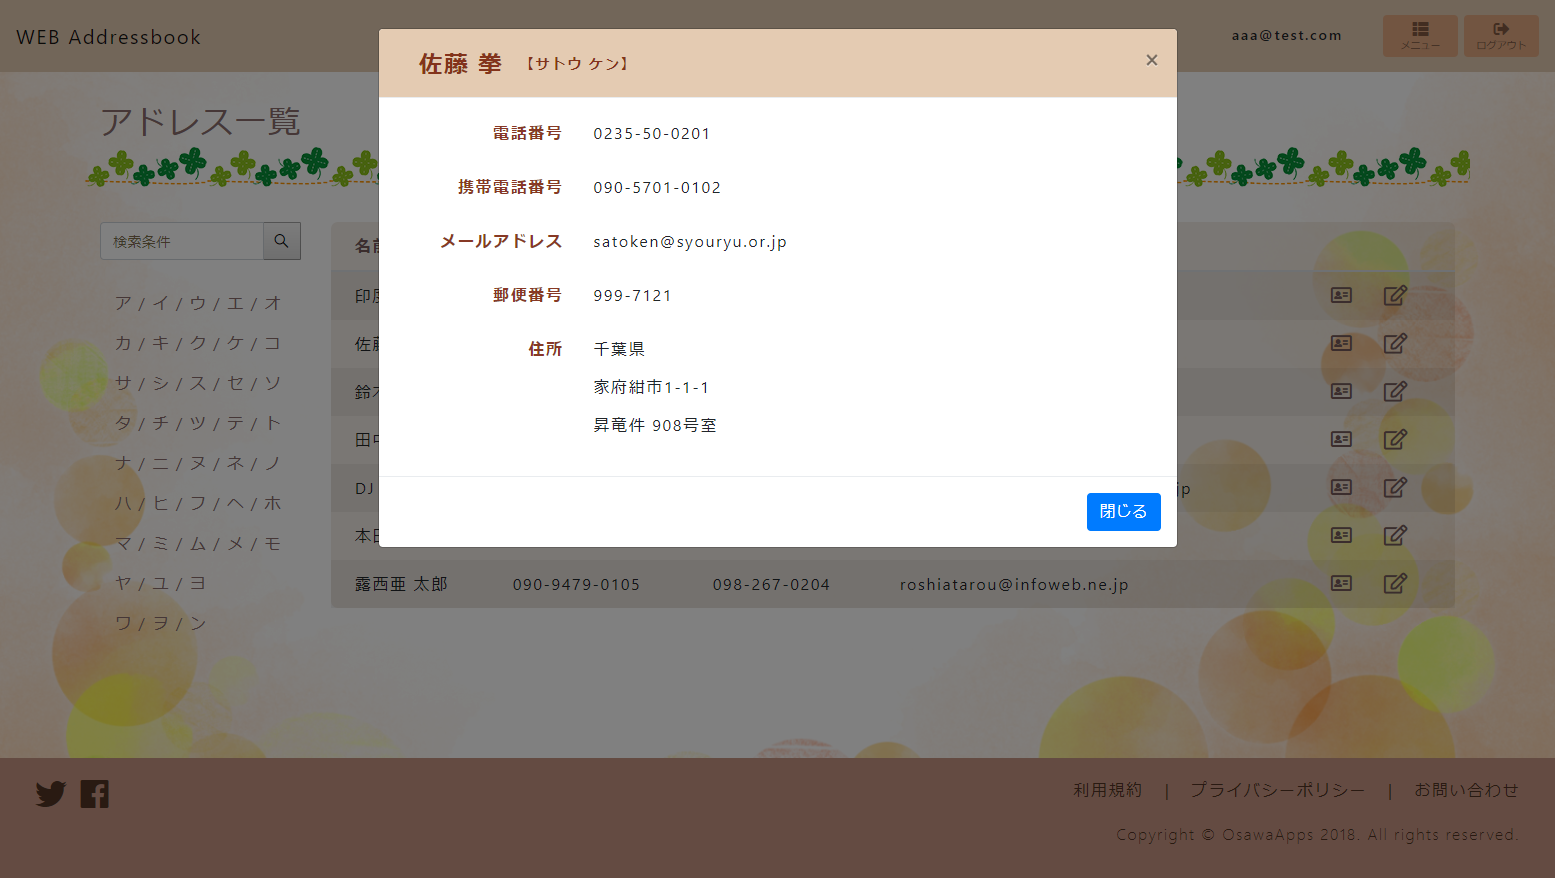 WEB Addressbook
aaa@test.com
メニュー
ログアウト
佐藤 拳 【サトウ ケン】
×
アドレス一覧
電話番号 0235-50-0201
携帯電話番号 090-5701-0102
メールアドレス satoken@syouryu.or.jp
郵便番号 999-7121
住所 千葉県
家府紺市1-1-1
昇竜件 908号室
閉じる
検索条件
ア / イ / ウ / エ / オ
カ / キ / ク / ケ / コ
サ / シ / ス / セ / ソ
タ / チ / ツ / テ / ト
ナ / ニ / ヌ / ネ / ノ
ハ / ヒ / フ / ヘ / ホ
マ / ミ / ム / メ / モ
ヤ / ユ / ヨ
ワ / ヲ / ン
名前
印度
佐藤
鈴木
田中
DJ jp
本田
露西亜 太郎 090-9479-0105 098-267-0204 roshiatarou@infoweb.ne.jp
利用規約 | プライバシーポリシー | お問い合わせ
Copyright © OsawaApps 2018. All rights reserved.